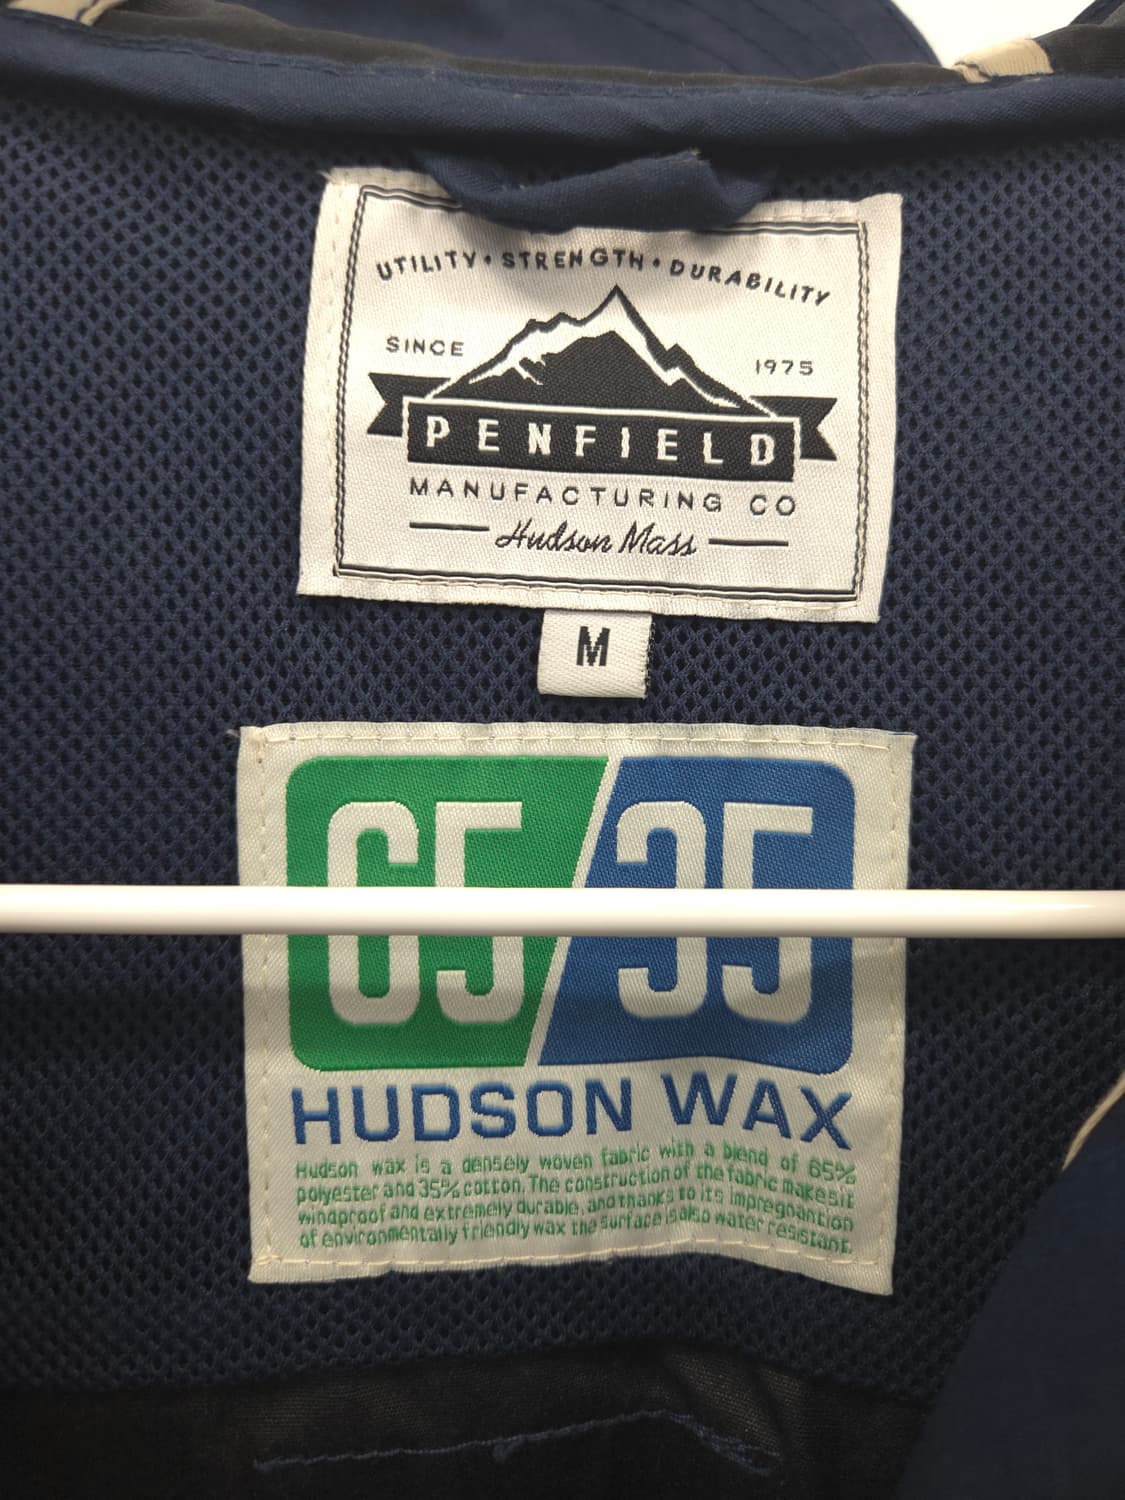 UTILITY • STRENGTH • DURABILITY
SINCE 1975
PENFIELD
MANUFACTURING CO
Hudson Mass
M
65 35
HUDSON WAX
Hudson wax is a densely woven fabric with a blend of 65%
polyester and 35% cotton. The construction of the fabric makes it
windproof and extremely durable, and thanks to its impregnantion
of environmentally friendly wax the surface is also water resistant.